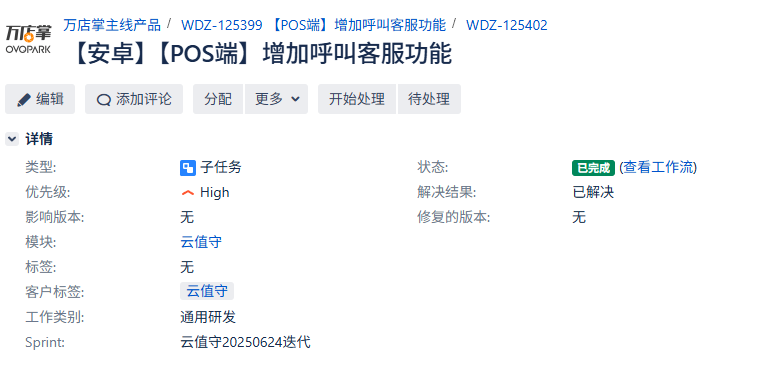 万店掌
OVOPARK
万店掌主线产品 / WDZ-125399 【POS端】增加呼叫客服功能 / WDZ-125402
【安卓】【POS端】增加呼叫客服功能
编辑 添加评论 分配 更多 开始处理 待处理
详情
类型: 子任务 状态: 已完成 (查看工作流)
优先级: High 解决结果: 已解决
影响版本: 无 修复的版本: 无
模块: 云值守
标签: 无
客户标签: 云值守
工作类别: 通用研发
Sprint: 云值守20250624迭代